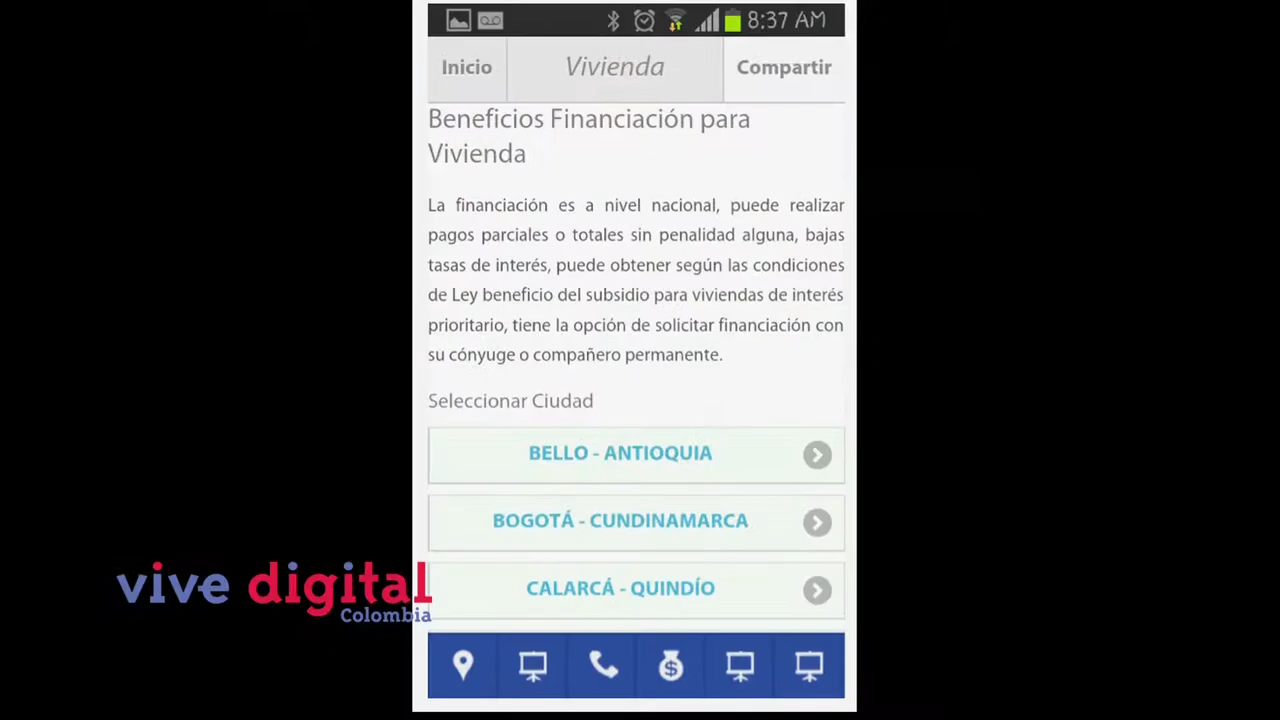 8:37 AM
Inicio
Vivienda
Compartir
Beneficios Financiación para
Vivienda
La financiación es a nivel nacional, puede realizar
pagos parciales o totales sin penalidad alguna, bajas
tasas de interés, puede obtener según las condiciones
de Ley beneficio del subsidio para viviendas de interés
prioritario, tiene la opción de solicitar financiación con
su cónyuge o compañero permanente.
Seleccionar Ciudad
BELLO - ANTIOQUIA
BOGOTÁ - CUNDINAMARCA
CALARCÁ - QUINDÍO
vive digital
Colombia